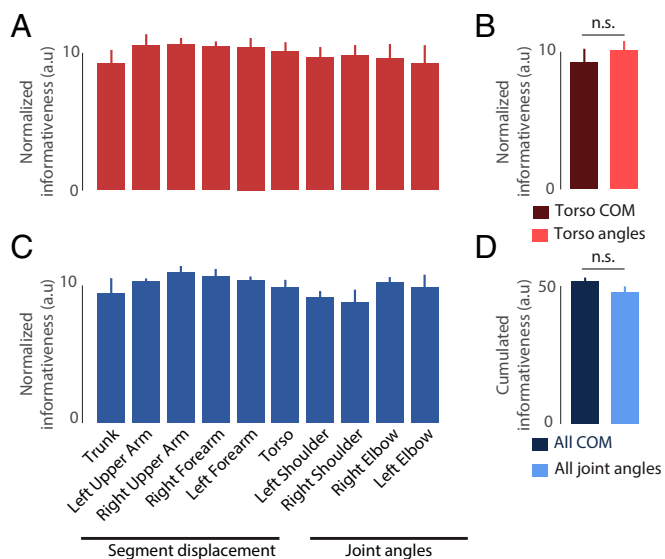 A
Normalized
informativeness (a.u)
10
0
B
n.s.
Normalized
informativeness (a.u)
10
0
Torso COM
Torso angles
C
Normalized
informativeness (a.u)
10
0
Trunk
Left Upper Arm
Right Upper Arm
Right Forearm
Left Forearm
Torso
Left Shoulder
Right Shoulder
Right Elbow
Left Elbow
Segment displacement
Joint angles
D
n.s.
Cumulated
informativeness (a.u)
50
0
All COM
All joint angles